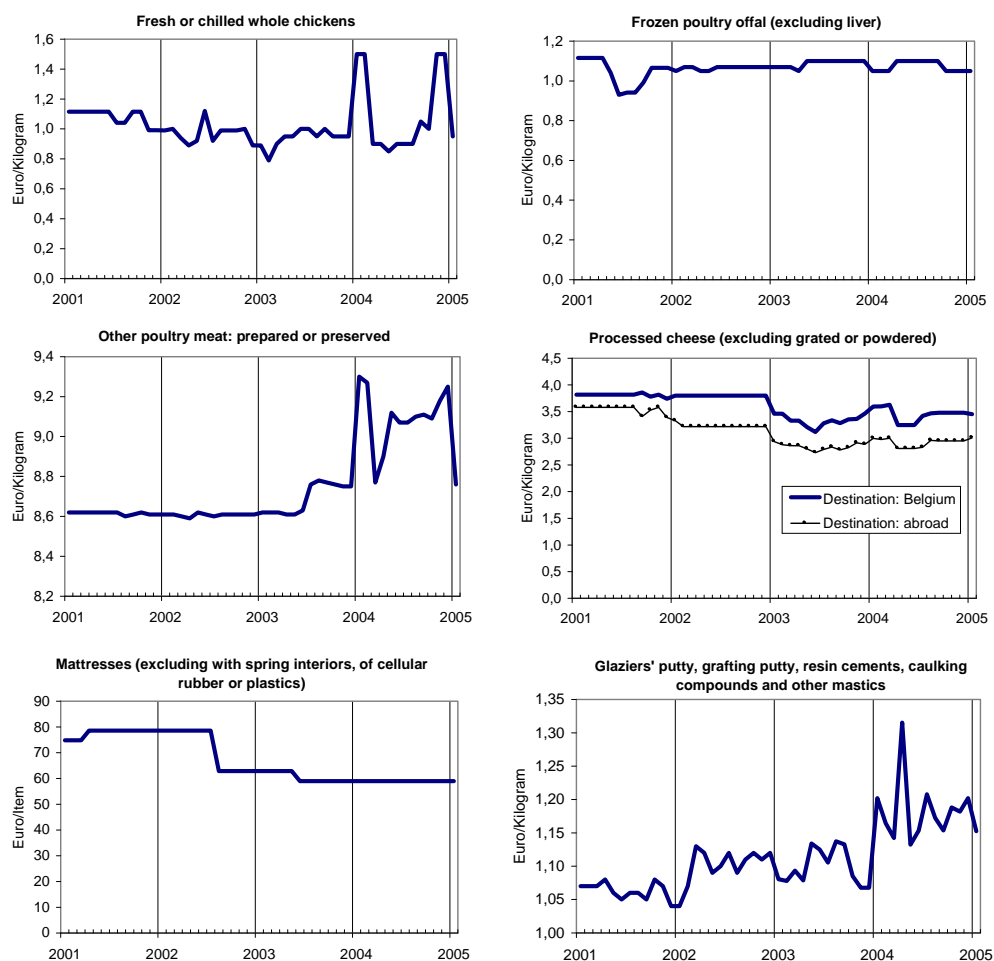 Fresh or chilled whole chickens
1,6
1,4
1,2
1,0
0,8
0,6
0,4
0,2
0,0
Euro/Kilogram
2001 2002 2003 2004 2005
Frozen poultry offal (excluding liver)
1,2
1,0
0,8
0,6
0,4
0,2
0,0
Euro/Kilogram
2001 2002 2003 2004 2005
Other poultry meat: prepared or preserved
9,4
9,2
9,0
8,8
8,6
8,4
8,2
Euro/Kilogram
2001 2002 2003 2004 2005
Processed cheese (excluding grated or powdered)
4,5
4,0
3,5
3,0
2,5
2,0
1,5
1,0
0,5
0,0
Euro/Kilogram
Destination: Belgium
Destination: abroad
2001 2002 2003 2004 2005
Mattresses (excluding with spring interiors, of cellular
rubber or plastics)
90
80
70
60
50
40
30
20
10
0
Euro/Item
2001 2002 2003 2004 2005
Glaziers' putty, grafting putty, resin cements, caulking
compounds and other mastics
1,35
1,30
1,25
1,20
1,15
1,10
1,05
1,00
Euro/Kilogram
2001 2002 2003 2004 2005